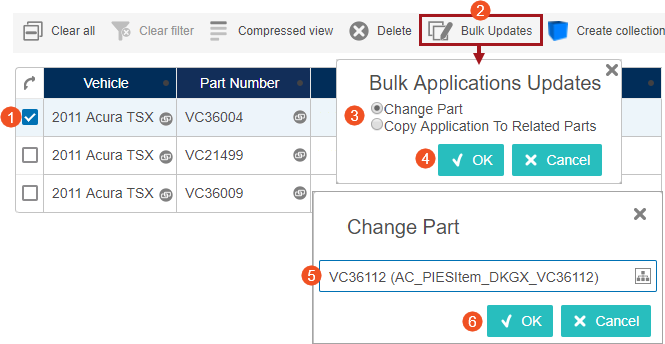 2
Clear all Clear filter Compressed view Delete Bulk Updates Create collection
Vehicle Part Number
1 2011 Acura TSX VC36004
2011 Acura TSX VC21499
2011 Acura TSX VC36009
Bulk Applications Updates
3 Change Part
Copy Application To Related Parts
4 OK Cancel
Change Part
5 VC36112 (AC_PIESItem_DKGX_VC36112)
6 OK Cancel